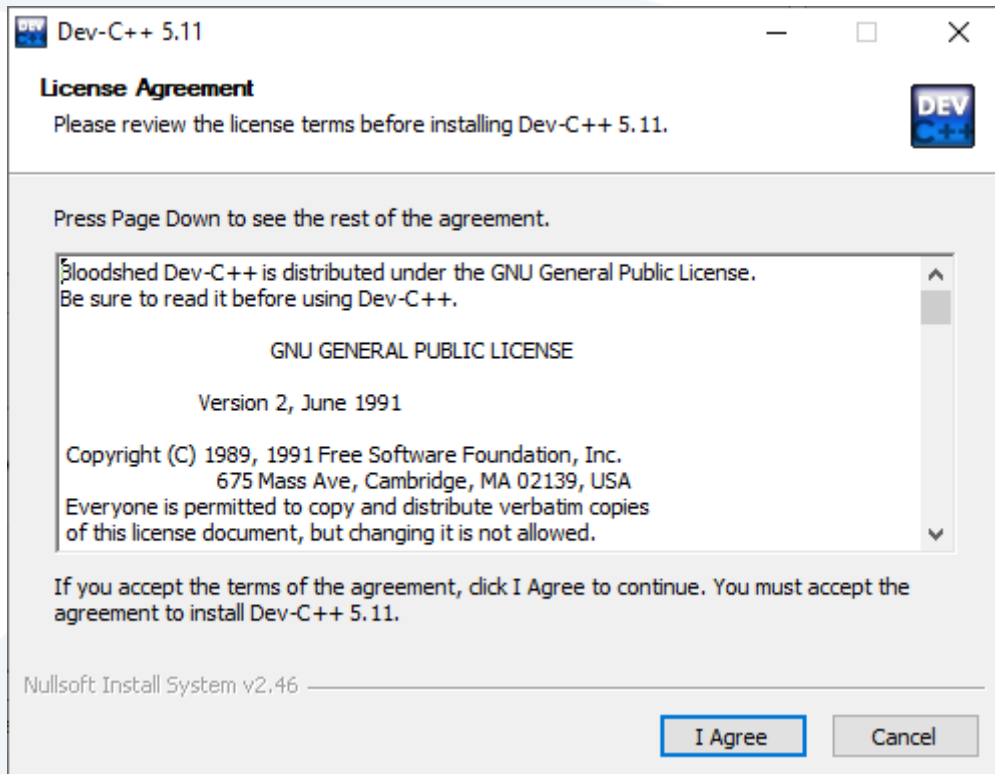 Dev-C++ 5.11
License Agreement
Please review the license terms before installing Dev-C++ 5.11.
DEV
C++
Press Page Down to see the rest of the agreement.
Bloodshed Dev-C++ is distributed under the GNU General Public License.
Be sure to read it before using Dev-C++.
GNU GENERAL PUBLIC LICENSE
Version 2, June 1991
Copyright (C) 1989, 1991 Free Software Foundation, Inc.
675 Mass Ave, Cambridge, MA 02139, USA
Everyone is permitted to copy and distribute verbatim copies
of this license document, but changing it is not allowed.
If you accept the terms of the agreement, click I Agree to continue. You must accept the
agreement to install Dev-C++ 5.11.
Nullsoft Install System v2.46
I Agree
Cancel